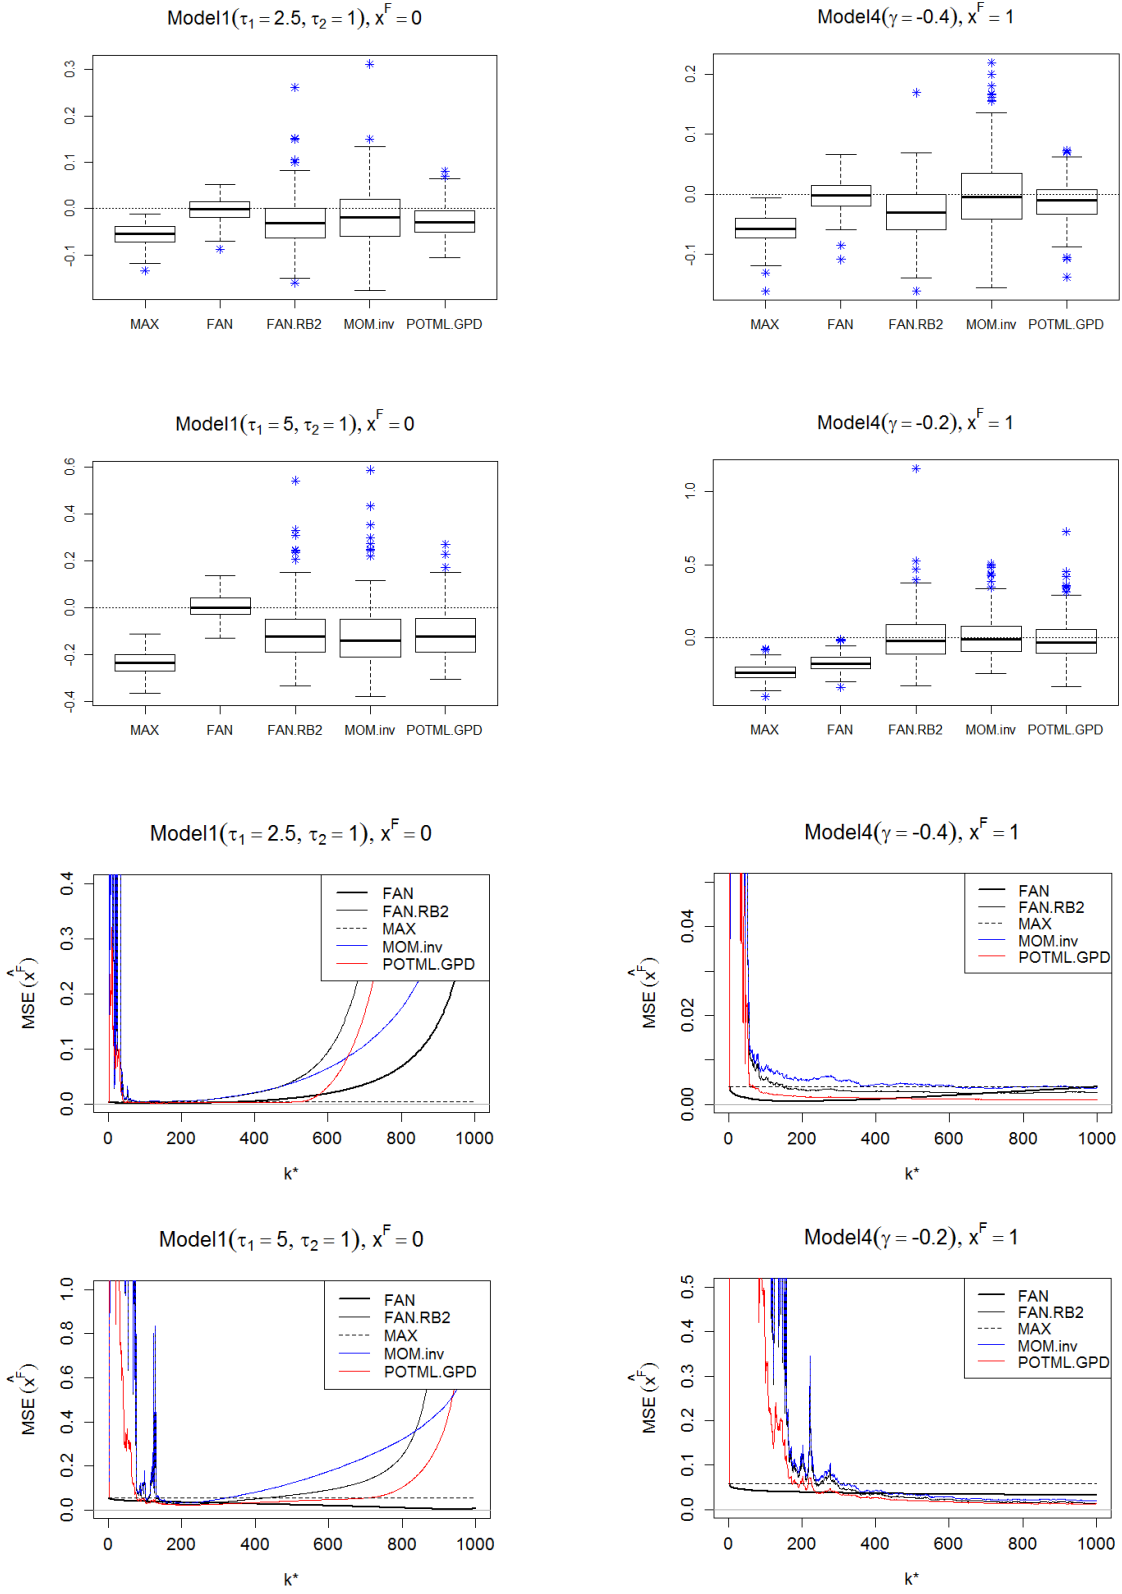 Model1(τ₁ = 2.5, τ₂ = 1), x^F = 0
0.3
0.2
0.1
0.0
-0.1
MAX FAN FAN.RB2 MOM.inv POTML.GPD
Model4(γ = -0.4), x^F = 1
0.2
0.1
0.0
-0.1
MAX FAN FAN.RB2 MOM.inv POTML.GPD
Model1(τ₁ = 5, τ₂ = 1), x^F = 0
0.6
0.4
0.2
0.0
-0.2
-0.4
MAX FAN FAN.RB2 MOM.inv POTML.GPD
Model4(γ = -0.2), x^F = 1
1.0
0.5
0.0
MAX FAN FAN.RB2 MOM.inv POTML.GPD
Model1(τ₁ = 2.5, τ₂ = 1), x^F = 0
MSE (x̂^F)
0.4
0.3
0.2
0.1
0.0
FAN
FAN.RB2
MAX
MOM.inv
POTML.GPD
0 200 400 600 800 1000
k*
Model4(γ = -0.4), x^F = 1
MSE (x̂^F)
0.04
0.02
0.00
FAN
FAN.RB2
MAX
MOM.inv
POTML.GPD
0 200 400 600 800 1000
k*
Model1(τ₁ = 5, τ₂ = 1), x^F = 0
MSE (x̂^F)
1.0
0.8
0.6
0.4
0.2
0.0
FAN
FAN.RB2
MAX
MOM.inv
POTML.GPD
0 200 400 600 800 1000
k*
Model4(γ = -0.2), x^F = 1
MSE (x̂^F)
0.5
0.4
0.3
0.2
0.1
0.0
FAN
FAN.RB2
MAX
MOM.inv
POTML.GPD
0 200 400 600 800 1000
k*